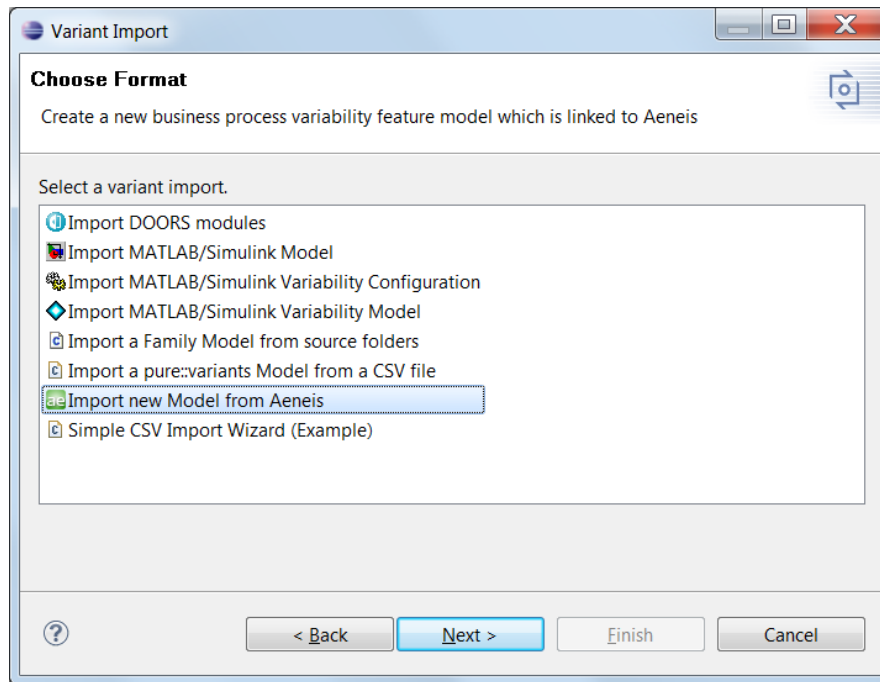 Variant Import
Choose Format
Create a new business process variability feature model which is linked to Aeneis
Select a variant import.
Import DOORS modules
Import MATLAB/Simulink Model
Import MATLAB/Simulink Variability Configuration
Import MATLAB/Simulink Variability Model
Import a Family Model from source folders
Import a pure::variants Model from a CSV file
ae Import new Model from Aeneis
Simple CSV Import Wizard (Example)
? < Back Next > Finish Cancel